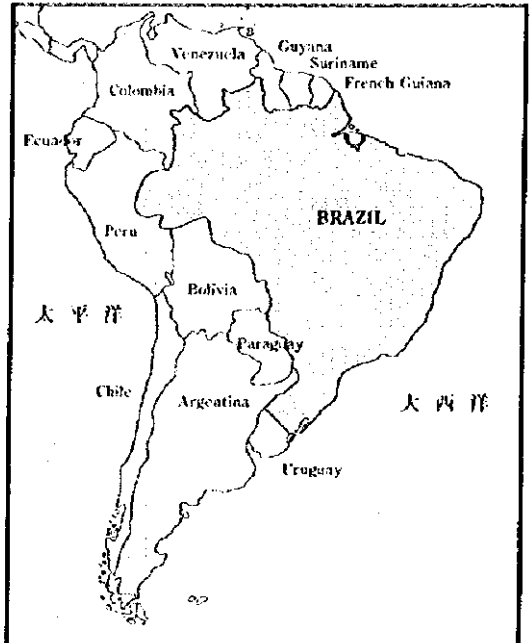 Guyana
Venezuela
Suriname
French Guiana
Colombia
Ecuador
BRAZIL
Peru
Bolivia
太平洋
Paraguay
Chile
Argentina
大西洋
Uruguay